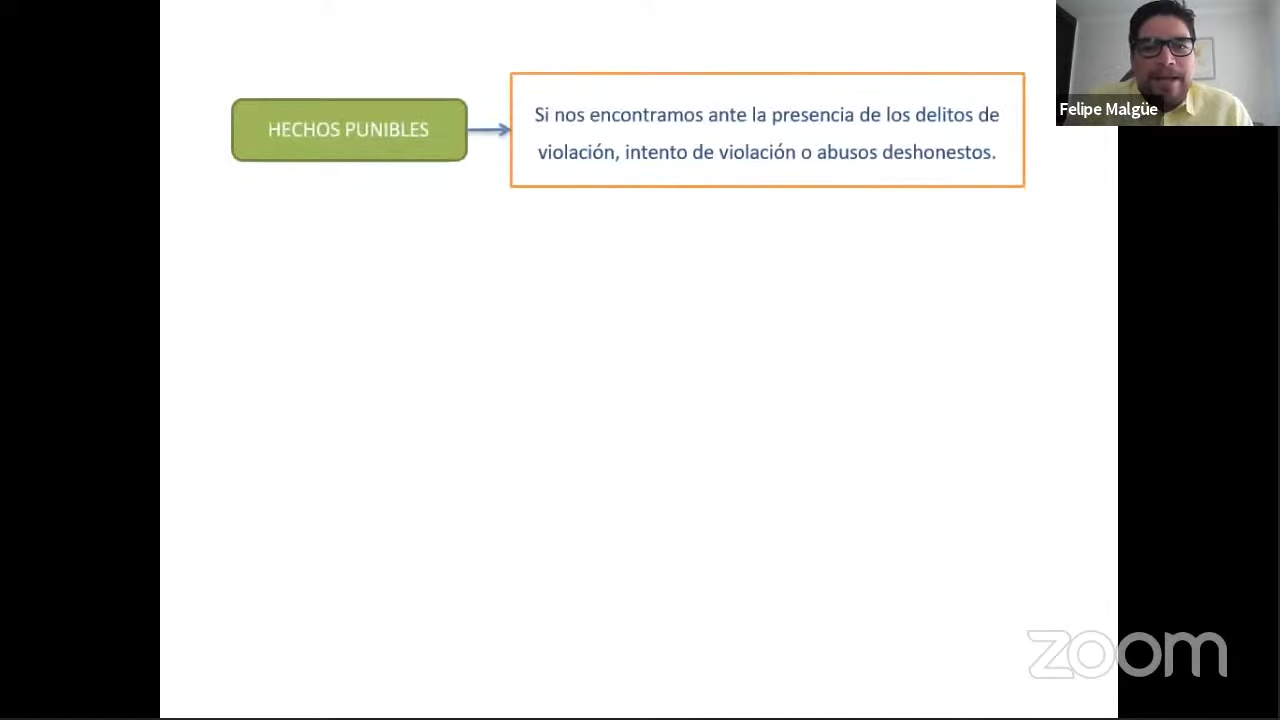 HECHOS PUNIBLES
Si nos encontramos ante la presencia de los delitos de
violación, intento de violación o abusos deshonestos.
Felipe Malgüe
zoom